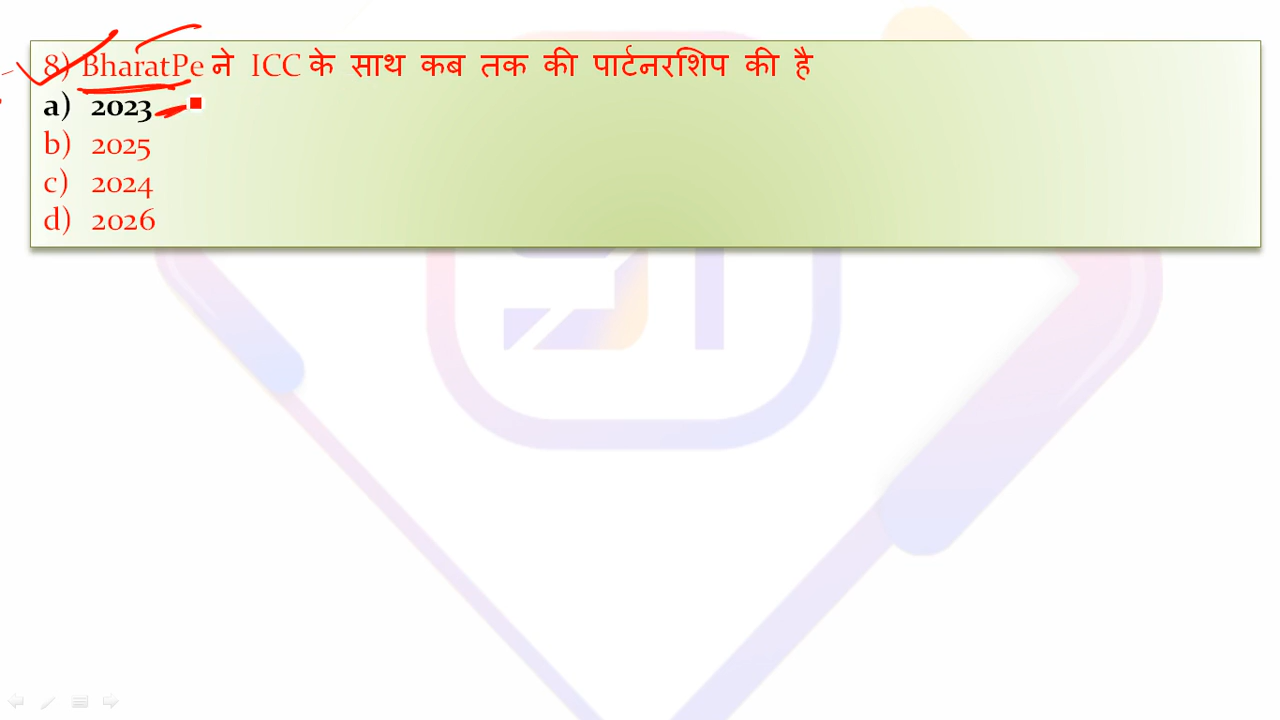 8) BharatPe ने ICC के साथ कब तक की पार्टनरशिप की है
a) 2023
b) 2025
c) 2024
d) 2026